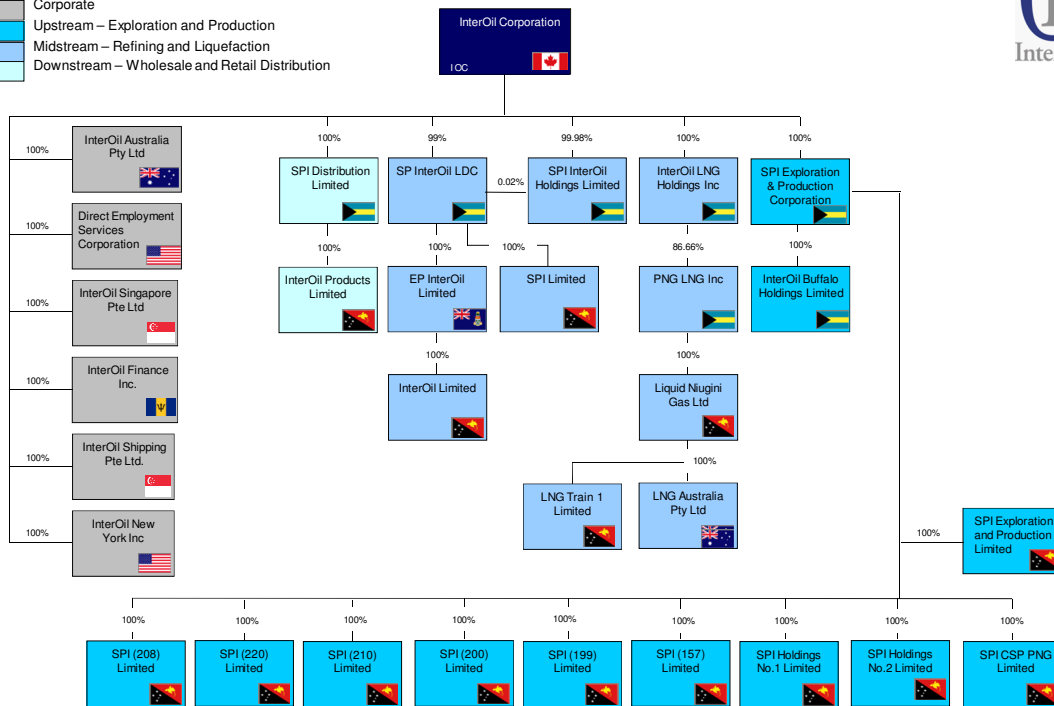 Corporate
Upstream – Exploration and Production
Midstream – Refining and Liquefaction
Downstream – Wholesale and Retail Distribution
InterOil Corporation
IOC
100%
InterOil Australia
Pty Ltd
100%
Direct Employment
Services
Corporation
100%
InterOil Singapore
Pte Ltd
100%
InterOil Finance
Inc.
100%
InterOil Shipping
Pte Ltd.
100%
InterOil New
York Inc
100%
99%
99.98%
100%
100%
SPI Distribution
Limited
SP InterOil LDC
0.02%
SPI InterOil
Holdings Limited
InterOil LNG
Holdings Inc
SPI Exploration
& Production
Corporation
100%
100%
100%
86.66%
100%
InterOil Products
Limited
EP InterOil
Limited
SPI Limited
PNG LNG Inc
InterOil Buffalo
Holdings Limited
100%
100%
InterOil Limited
Liquid Niugini
Gas Ltd
100%
LNG Train 1
Limited
LNG Australia
Pty Ltd
100%
SPI Exploration
and Production
Limited
100%
100%
100%
100%
100%
100%
100%
100%
100%
SPI (208)
Limited
SPI (220)
Limited
SPI (210)
Limited
SPI (200)
Limited
SPI (199)
Limited
SPI (157)
Limited
SPI Holdings
No.1 Limited
SPI Holdings
No.2 Limited
SPI CSP PNG
Limited